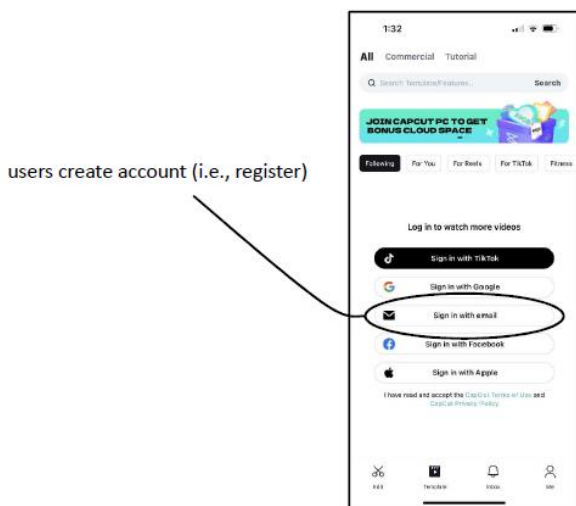 users create account (i.e., register)
1:32
All Commercial Tutorial
Search Template/Features... Search
JOIN CAPCUT PC TO GET
BONUS CLOUD SPACE
Following For You For Reels For TikTok Fitness
Log in to watch more videos
Sign in with TikTok
Sign in with Google
Sign in with email
Sign in with Facebook
Sign in with Apple
I have read and accept the CapCut Terms of Use and
CapCut Privacy Policy
Edit Template Inbox Me